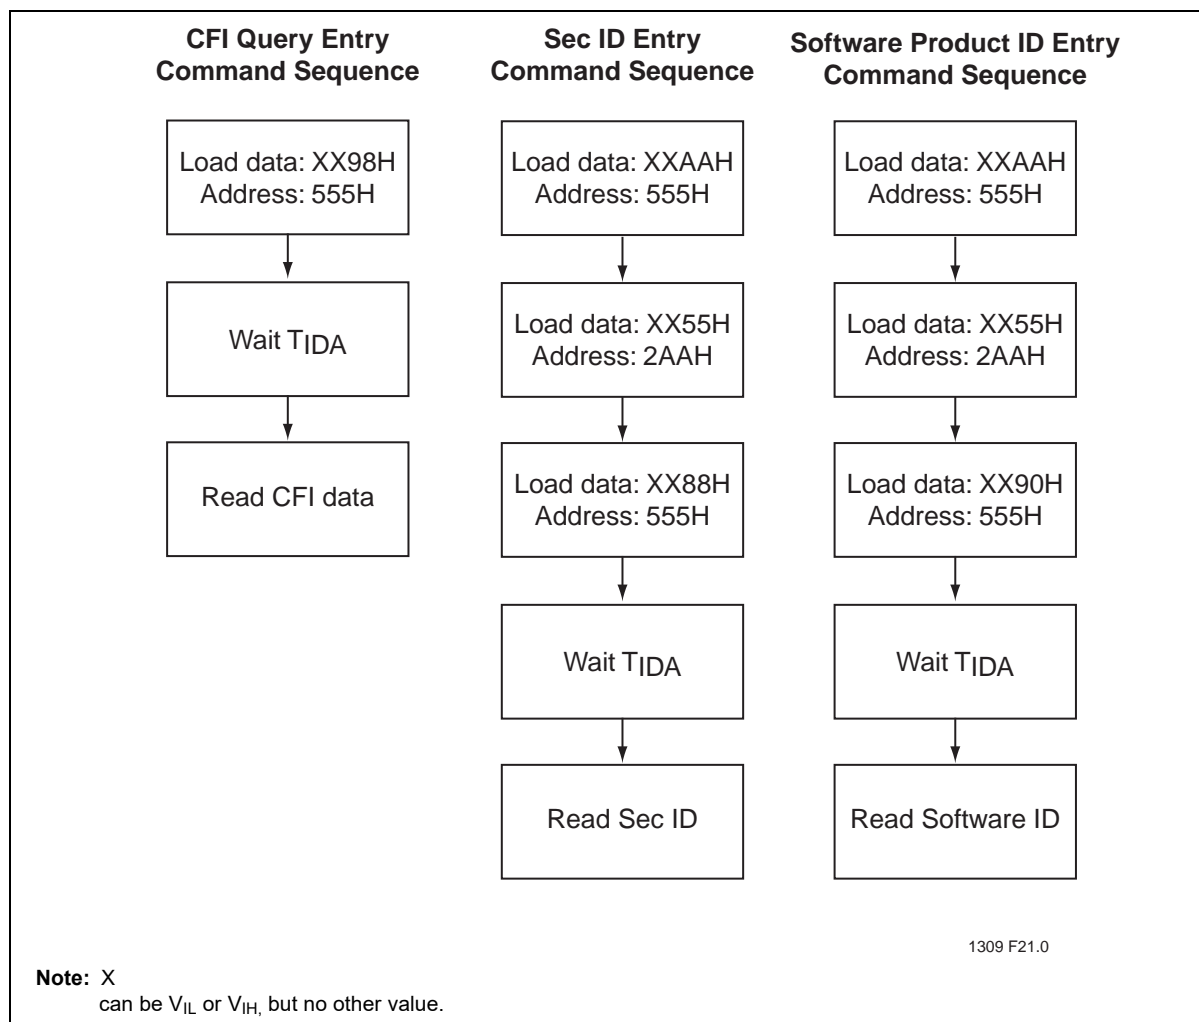 CFI Query Entry
Command Sequence
Load data: XX98H
Address: 555H
Wait TIDA
Read CFI data
Sec ID Entry
Command Sequence
Load data: XXAAH
Address: 555H
Load data: XX55H
Address: 2AAH
Load data: XX88H
Address: 555H
Wait TIDA
Read Sec ID
Software Product ID Entry
Command Sequence
Load data: XXAAH
Address: 555H
Load data: XX55H
Address: 2AAH
Load data: XX90H
Address: 555H
Wait TIDA
Read Software ID
1309 F21.0
Note: X
can be VIL or VIH, but no other value.